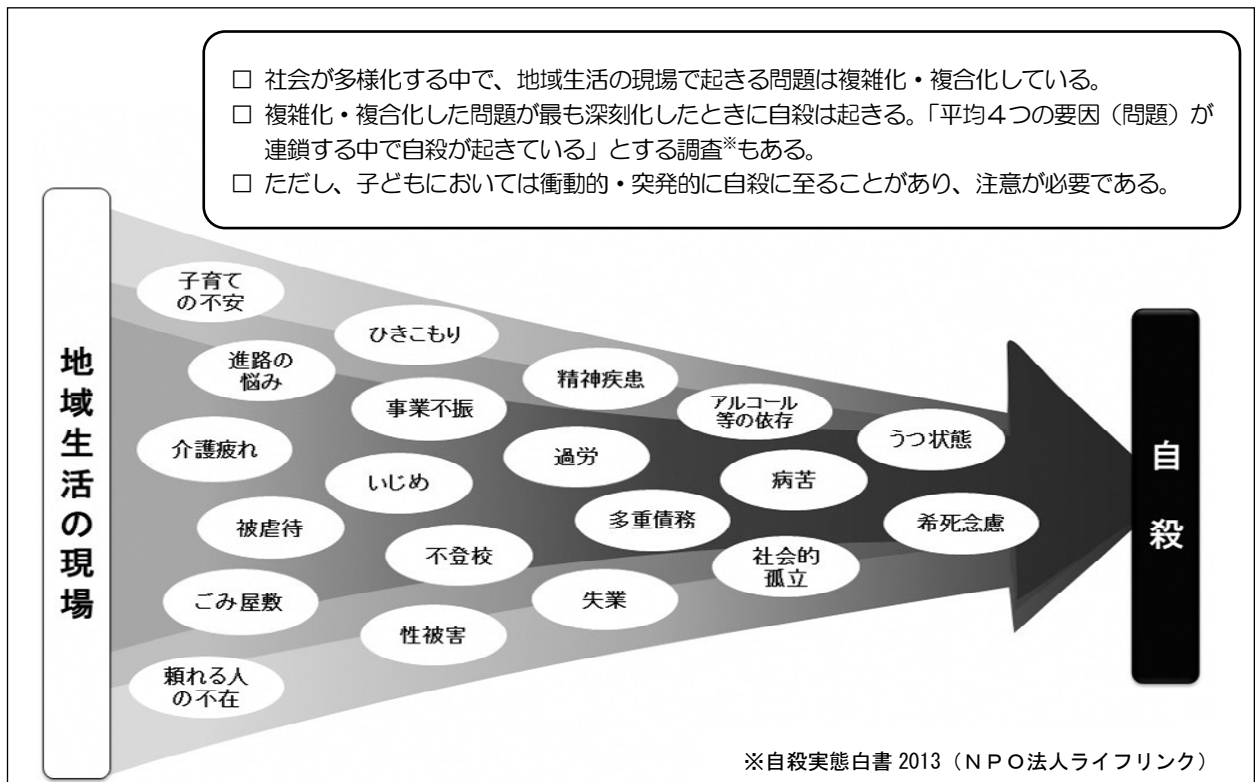 □ 社会が多様化する中で、地域生活の現場で起きる問題は複雑化・複合化している。
□ 複雑化・複合化した問題が最も深刻化したときに自殺は起きる。「平均４つの要因（問題）が
連鎖する中で自殺が起きている」とする調査※もある。
□ ただし、子どもにおいては衝動的・突発的に自殺に至ることがあり、注意が必要である。
地域生活の現場
子育て
の不安
進路の
悩み
介護疲れ
被虐待
ごみ屋敷
頼れる人
の不在
ひきこもり
事業不振
いじめ
不登校
性被害
精神疾患
過労
多重債務
失業
アルコール
等の依存
病苦
社会的
孤立
うつ状態
希死念慮
自殺
※自殺実態白書 2013（ＮＰＯ法人ライフリンク）